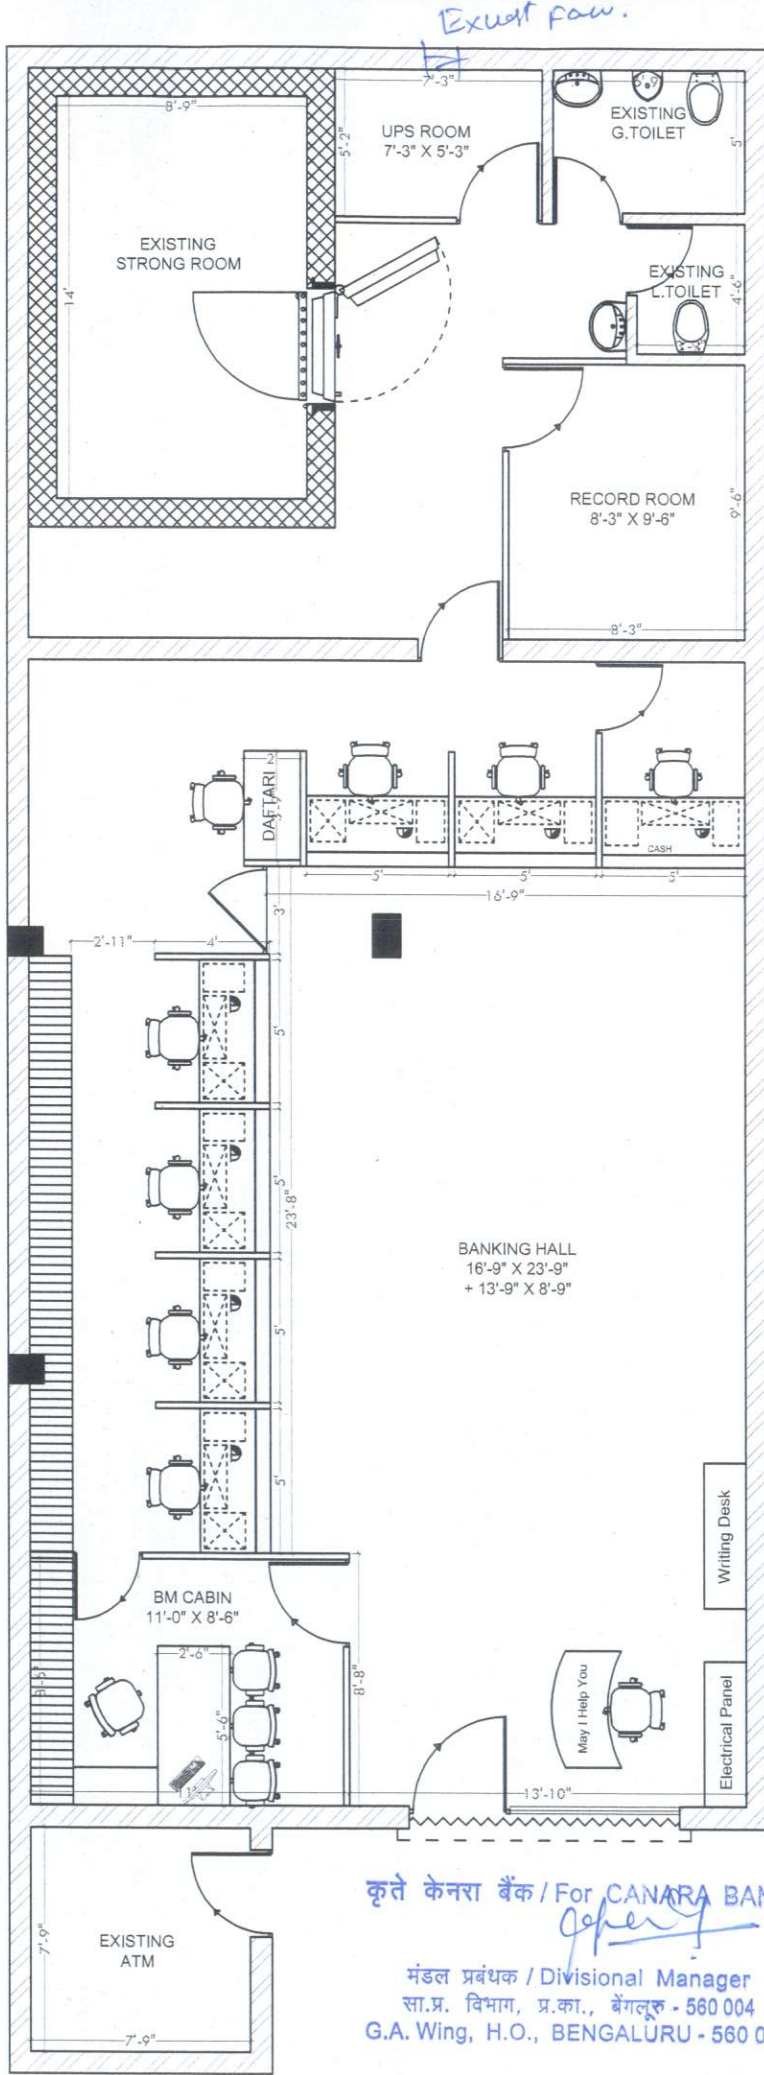 Exust fan.
8'-9"
7'-3"
5'-2"
UPS ROOM
7'-3" X 5'-3"
EXISTING
G.TOILET
5'
EXISTING
STRONG ROOM
14'
EXISTING
L.TOILET
4'-6"
RECORD ROOM
8'-3" X 9'-6"
9'-6"
8'-3"
2'
DAFTARI
CASH
5'
5'
5'
16'-9"
3'
2'-11"
4'
5'
5'
23'-8"
5'
5'
BANKING HALL
16'-9" X 23'-9"
+ 13'-9" X 8'-9"
Writing Desk
BM CABIN
11'-0" X 8'-6"
2'-6"
5'-6"
8'-8"
May I Help You
Electrical Panel
13'-10"
EXISTING
ATM
7'-9"
7'-9"
कृते केनरा बैंक / For CANARA BAN
मंडल प्रबंधक / Divisional Manager
सा.प्र. विभाग, प्र.का., बेंगलूरु - 560 004
G.A. Wing, H.O., BENGALURU - 560 0